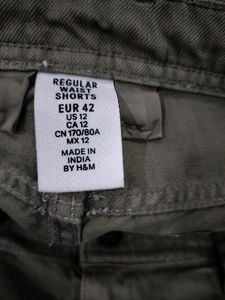 REGULAR
WAIST
SHORTS
EUR 42
US 12
CA 12
CN 170/80A
MX 12
MADE IN
INDIA
BY H&M